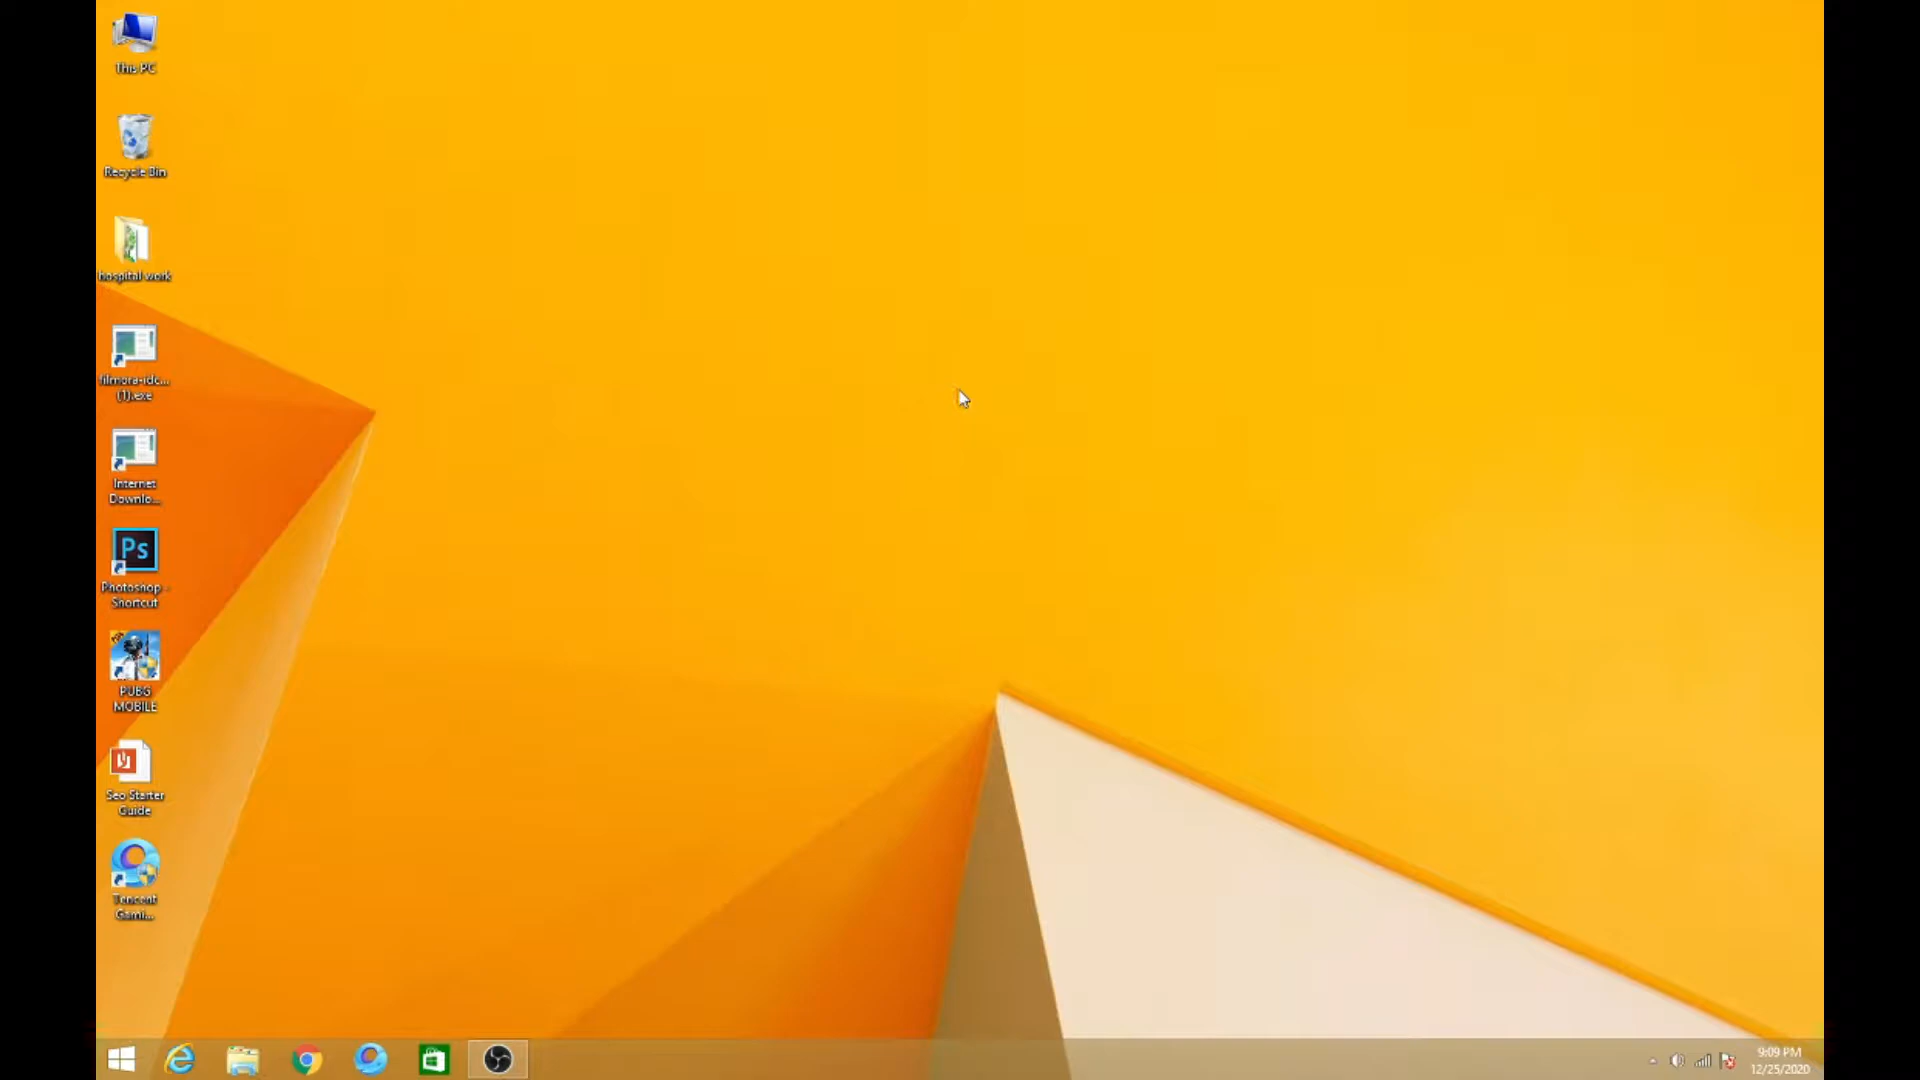 This PC
Recycle Bin
hospital work
filmora-idc...
(1).exe
Internet
Downlo...
Ps
Photoshop -
Shortcut
PUBG
MOBILE
Seo Starter
Guide
Tencent
Gami...
9:09 PM
12/25/2020